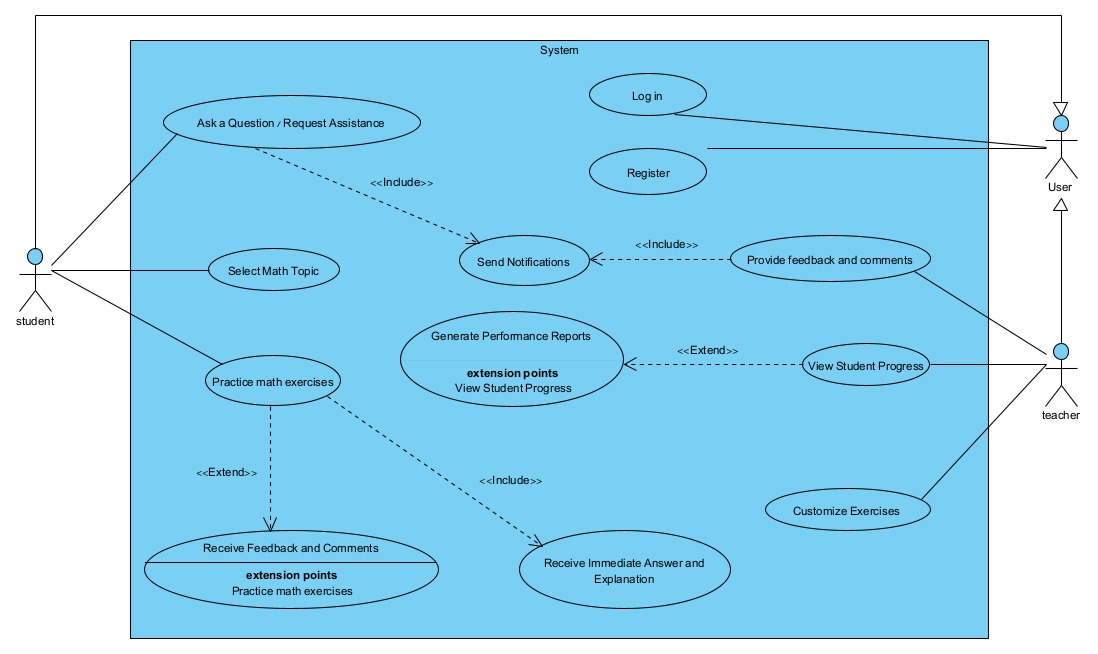 System
Log in
Ask a Question / Request Assistance
Register
<<Include>>
User
<<Include>>
Send Notifications
Provide feedback and comments
Select Math Topic
student
Generate Performance Reports
extension points
View Student Progress
<<Extend>>
View Student Progress
Practice math exercises
teacher
<<Extend>>
<<Include>>
Customize Exercises
Receive Feedback and Comments
extension points
Practice math exercises
Receive Immediate Answer and
Explanation